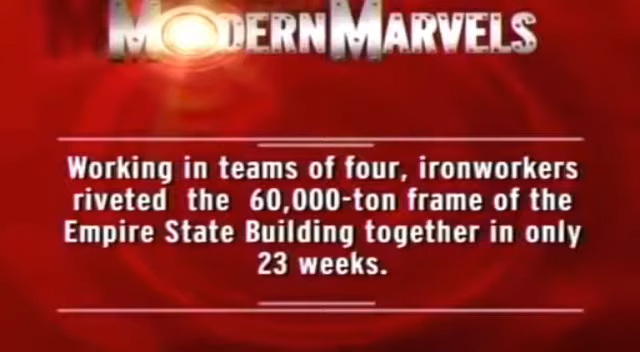 MODERN MARVELS
Working in teams of four, ironworkers
riveted the 60,000-ton frame of the
Empire State Building together in only
23 weeks.